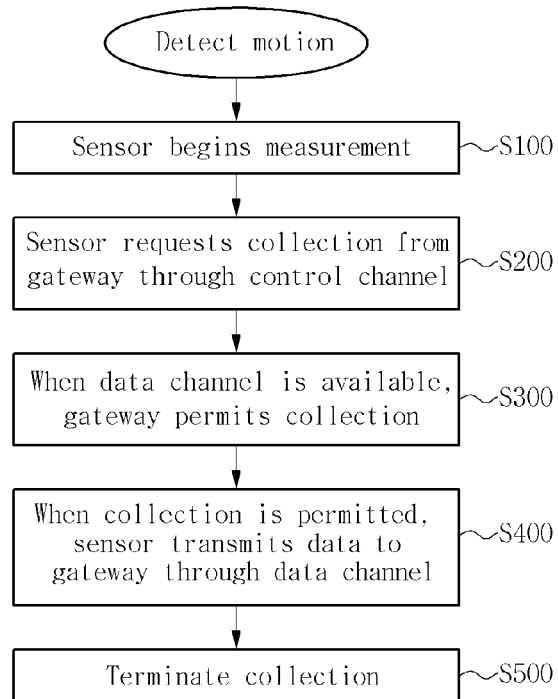 Detect motion
Sensor begins measurement
S100
Sensor requests collection from
gateway through control channel
S200
When data channel is available,
gateway permits collection
S300
When collection is permitted,
sensor transmits data to
gateway through data channel
S400
Terminate collection
S500